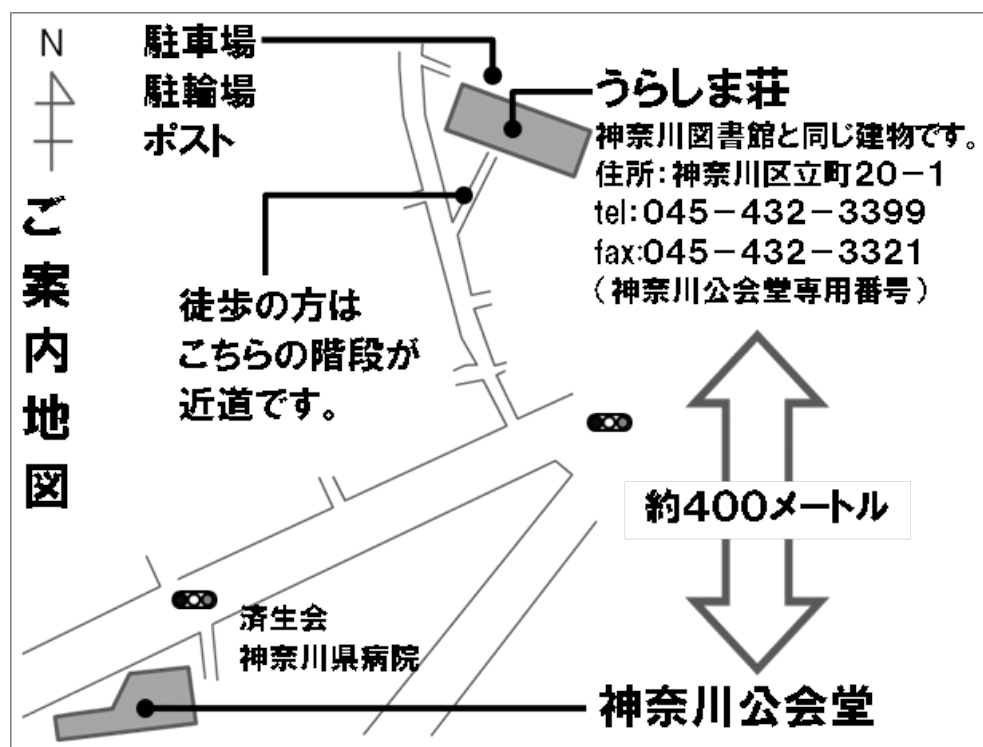 N
ご案内地図
駐車場
駐輪場
ポスト
うらしま荘
神奈川図書館と同じ建物です。
住所：神奈川区立町20－1
tel:045－432－3399
fax:045－432－3321
（神奈川公会堂専用番号）
徒歩の方は
こちらの階段が
近道です。
約400メートル
済生会
神奈川県病院
神奈川公会堂